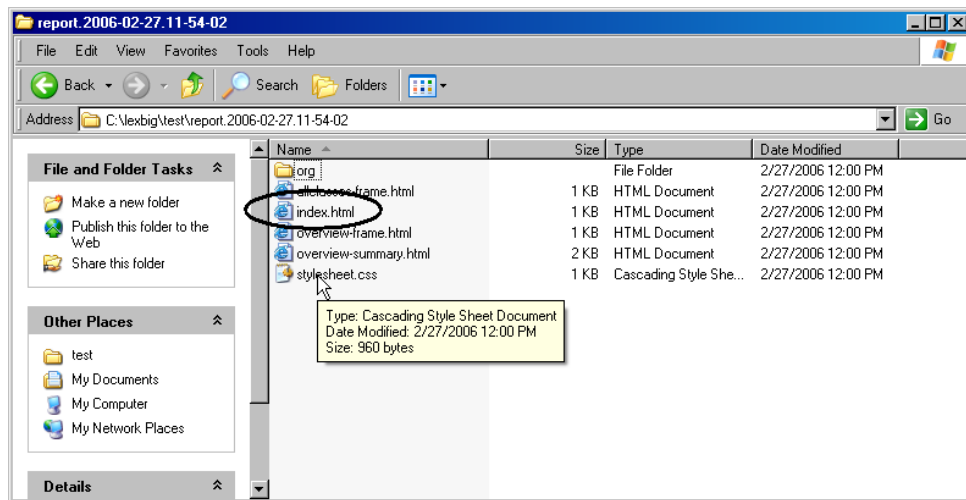 report.2006-02-27.11-54-02
File Edit View Favorites Tools Help
Back Search Folders
Address C:\lexbig\test\report.2006-02-27.11-54-02 Go
Name Size Type Date Modified
File and Folder Tasks
Make a new folder
Publish this folder to the
Web
Share this folder
Other Places
test
My Documents
My Computer
My Network Places
Details
org File Folder 2/27/2006 12:00 PM
allclasses-frame.html 1 KB HTML Document 2/27/2006 12:00 PM
index.html 1 KB HTML Document 2/27/2006 12:00 PM
overview-frame.html 1 KB HTML Document 2/27/2006 12:00 PM
overview-summary.html 2 KB HTML Document 2/27/2006 12:00 PM
stylesheet.css 1 KB Cascading Style She... 2/27/2006 12:00 PM
Type: Cascading Style Sheet Document
Date Modified: 2/27/2006 12:00 PM
Size: 960 bytes